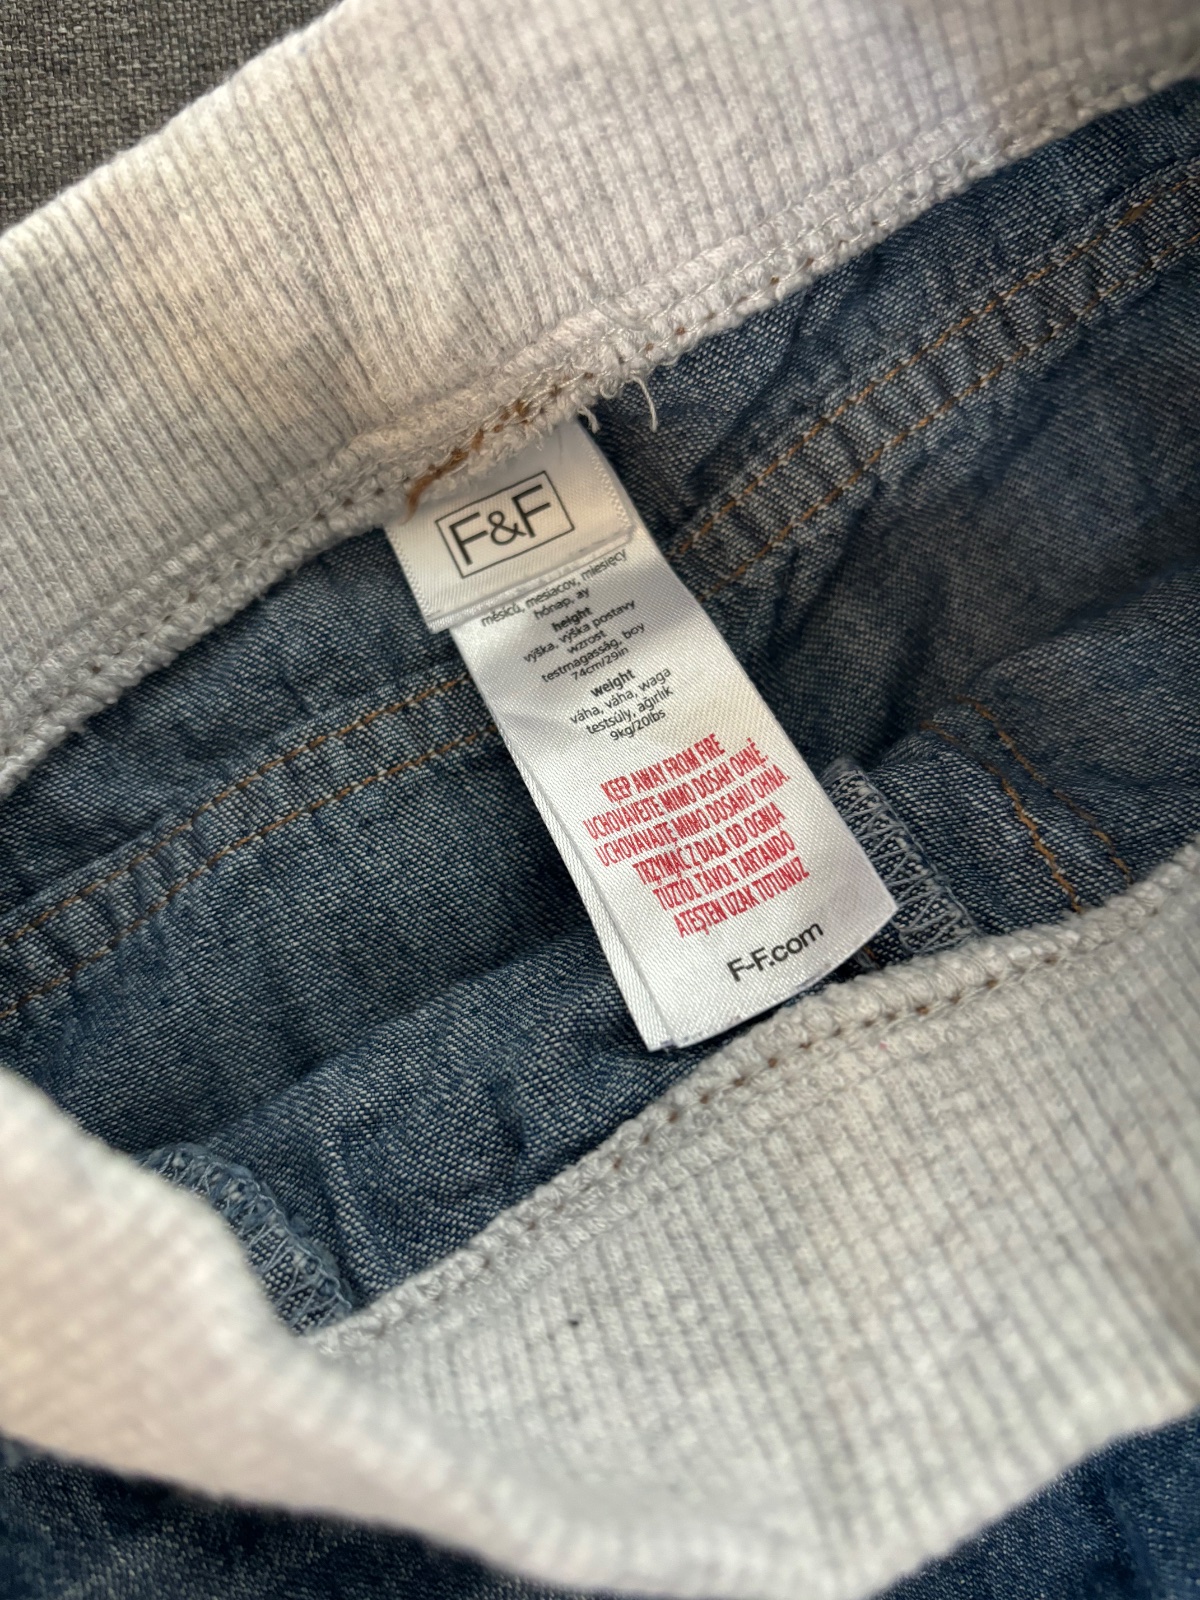 F&F
měsíců, mesiacov, miesięcy
hónap, ay
height
výška, výška postavy
wzrost
testmagasság, boy
74cm/29in
weight
váha, váha, waga
testsúly, ağırlık
9kg/20lbs
KEEP AWAY FROM FIRE
UCHOVÁVEJTE MIMO DOSAH OHNĚ.
UCHOVÁVAJTE MIMO DOSAHU OHŇA.
TRZYMAĆ Z DALA OD OGNIA
TŰZTŐL TÁVOL TARTANDÓ
ATEŞTEN UZAK TUTUNUZ
F-F.com